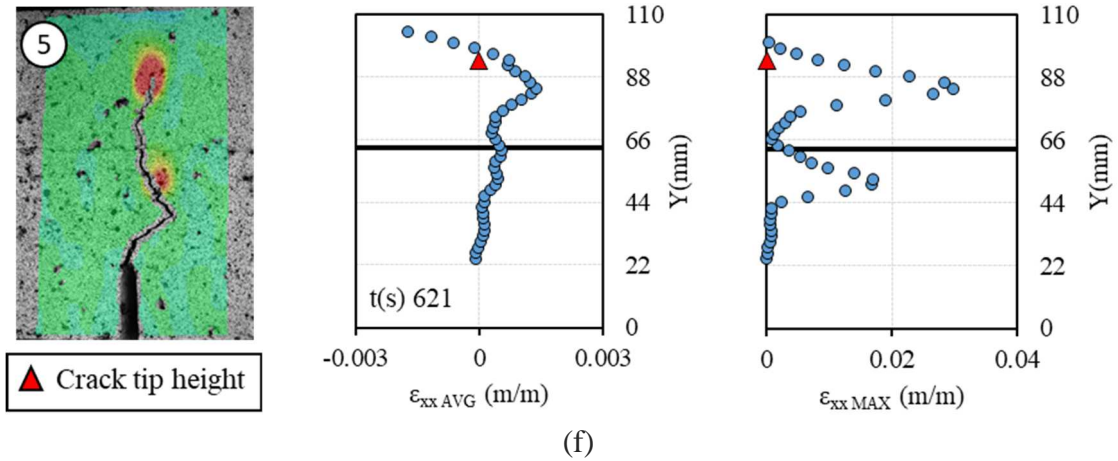 5
Crack tip height
110
88
66
44
22
0
Y(mm)
t(s) 621
-0.003 0 0.003
εxx AVG (m/m)
110
88
66
44
22
0
Y(mm)
0 0.02 0.04
εxx MAX (m/m)
(f)